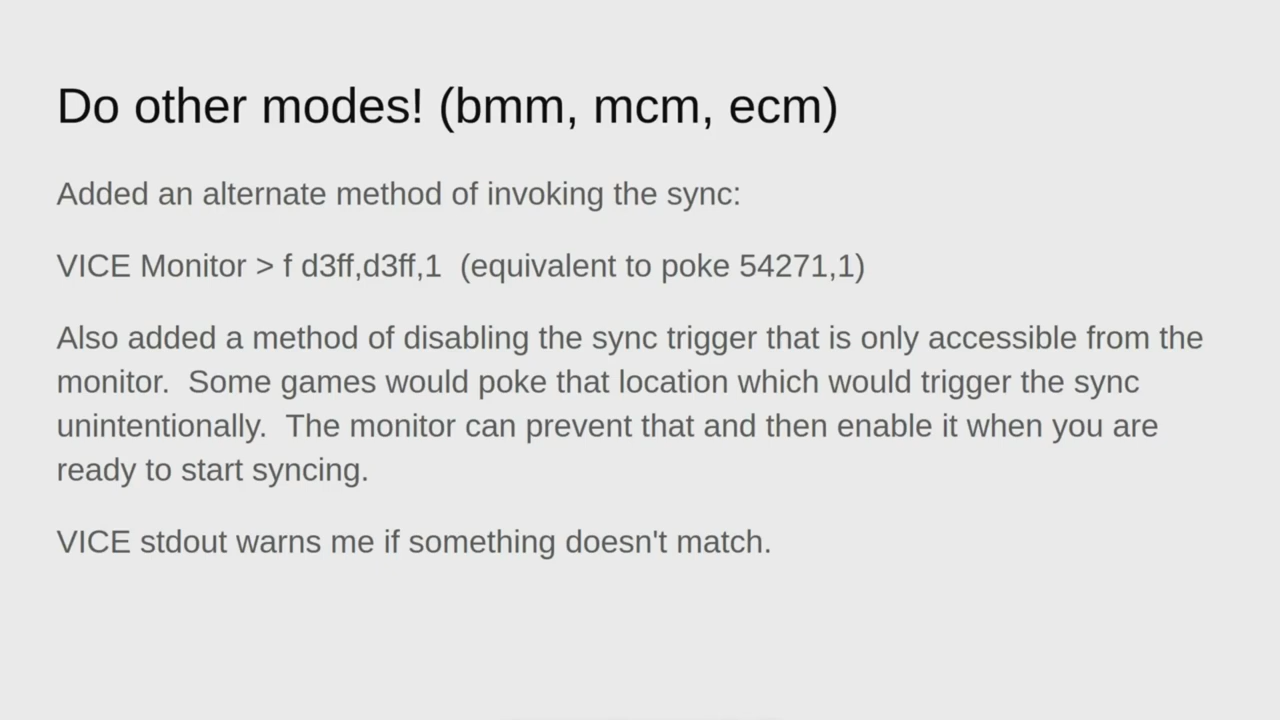 Do other modes! (bmm, mcm, ecm)
Added an alternate method of invoking the sync:
VICE Monitor > f d3ff,d3ff,1  (equivalent to poke 54271,1)
Also added a method of disabling the sync trigger that is only accessible from the
monitor.  Some games would poke that location which would trigger the sync
unintentionally.  The monitor can prevent that and then enable it when you are
ready to start syncing.
VICE stdout warns me if something doesn't match.